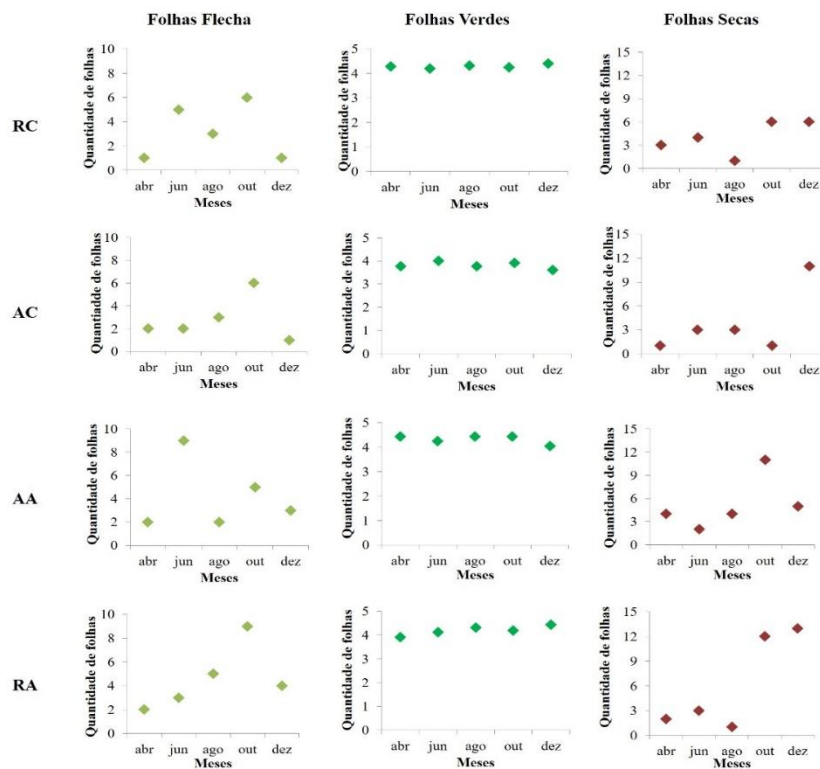 Folhas Flecha Folhas Verdes Folhas Secas
RC
Quantidade de folhas
10
8
6
4
2
0
abr jun ago out dez
Meses
Quantidade de folhas
5
4
3
2
1
0
abr jun ago out dez
Meses
Quantidade de folhas
15
12
9
6
3
0
abr jun ago out dez
Meses
AC
Quantiadde de folhas
10
8
6
4
2
0
abr jun ago out dez
Meses
Quantidade de folhas
5
4
3
2
1
0
abr jun ago out dez
Meses
Quantidade de folhas
15
12
9
6
3
0
abr jun ago out dez
Meses
AA
Quantidade de folhas
10
8
6
4
2
0
abr jun ago out dez
Meses
Quantidade de folhas
5
4
3
2
1
0
abr jun ago out dez
Meses
Quantidade de folhas
15
12
9
6
3
0
abr jun ago out dez
Meses
RA
Quantidade de folhas
10
8
6
4
2
0
abr jun ago out dez
Meses
Quantidade de folhas
5
4
3
2
1
0
abr jun ago out dez
Meses
Quantidade de folhas
15
12
9
6
3
0
abr jun ago out dez
Meses